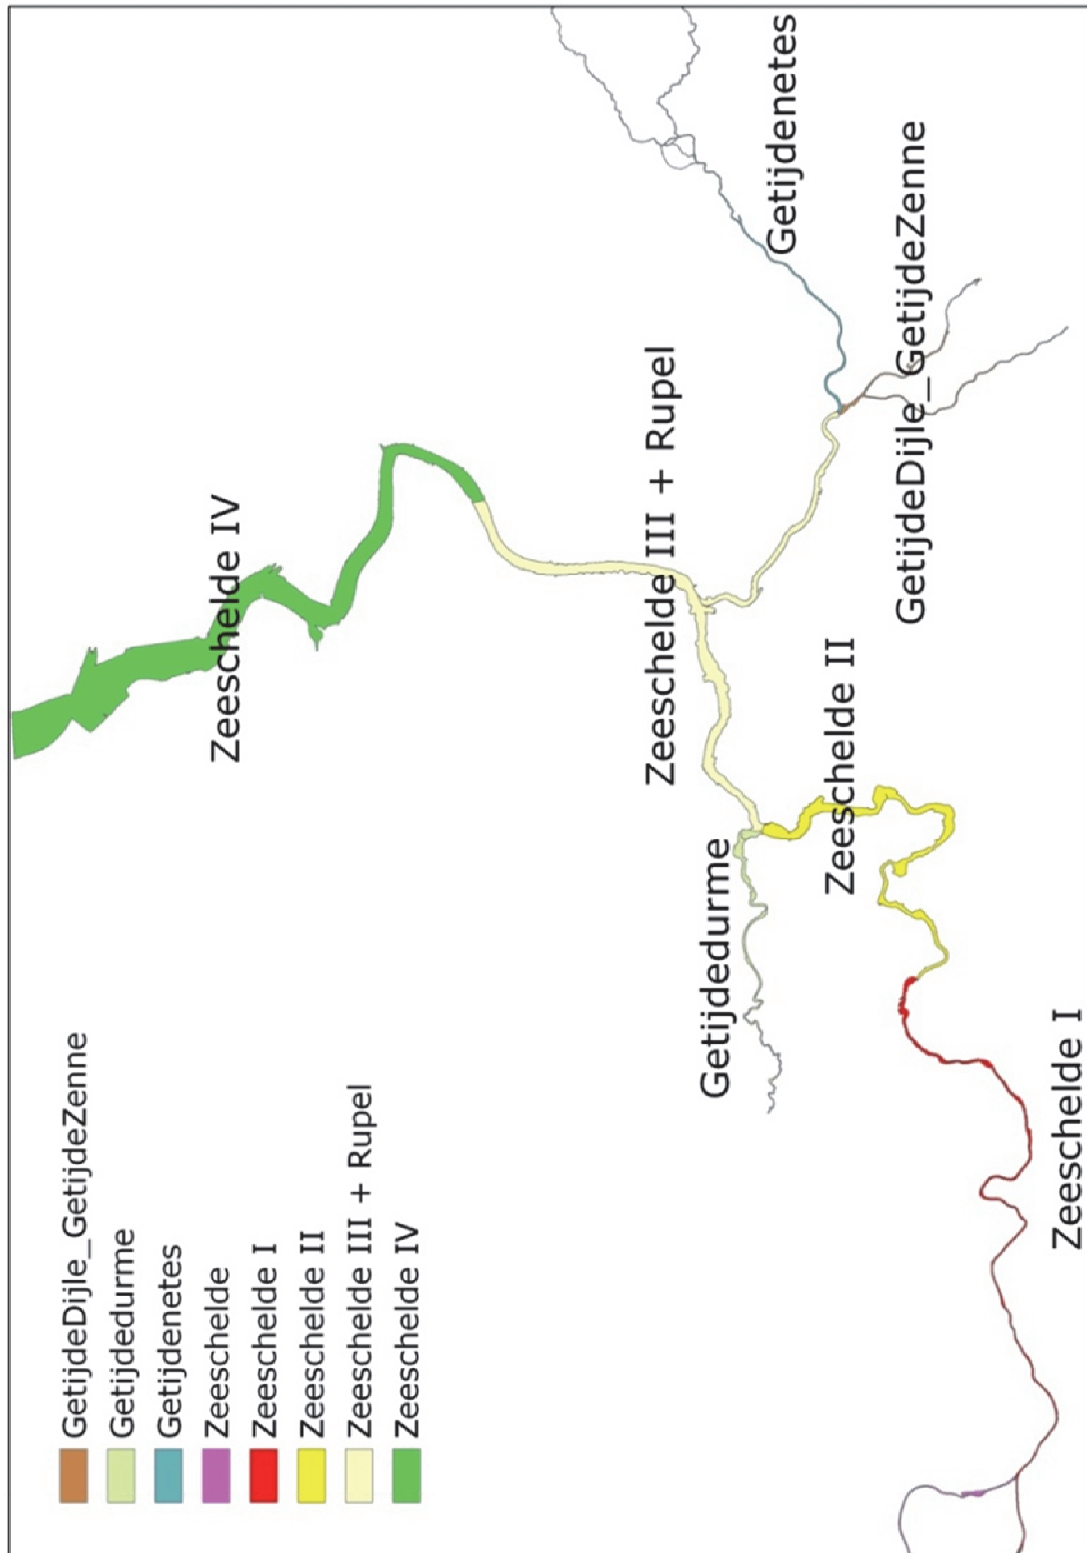 GetijdeDijle_GetijdeZenne
Getijdedurme
Getijdenetes
Zeeschelde
Zeeschelde I
Zeeschelde II
Zeeschelde III + Rupel
Zeeschelde IV
Zeeschelde IV
Zeeschelde III + Rupel
Getijdenetes
Getijdedurme
Zeeschelde II
GetijdeDijle_GetijdeZenne
Zeeschelde I